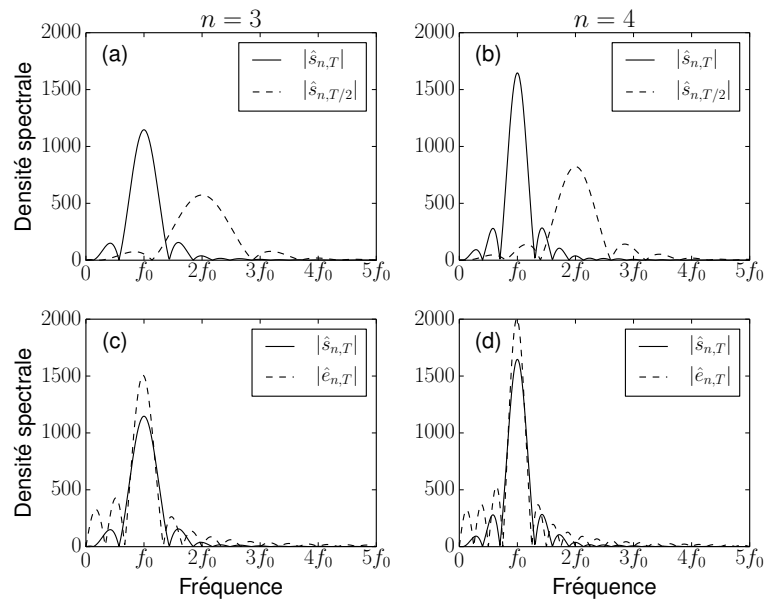 n = 3
n = 4
(a)
|ŝ_{n,T}|
|ŝ_{n,T/2}|
(b)
|ŝ_{n,T}|
|ŝ_{n,T/2}|
Densité spectrale
2000
1500
1000
500
0
0 f₀ 2f₀ 3f₀ 4f₀ 5f₀
2000
1500
1000
500
0
0 f₀ 2f₀ 3f₀ 4f₀ 5f₀
(c)
|ŝ_{n,T}|
|ê_{n,T}|
(d)
|ŝ_{n,T}|
|ê_{n,T}|
Densité spectrale
2000
1500
1000
500
0
0 f₀ 2f₀ 3f₀ 4f₀ 5f₀
2000
1500
1000
500
0
0 f₀ 2f₀ 3f₀ 4f₀ 5f₀
Fréquence
Fréquence